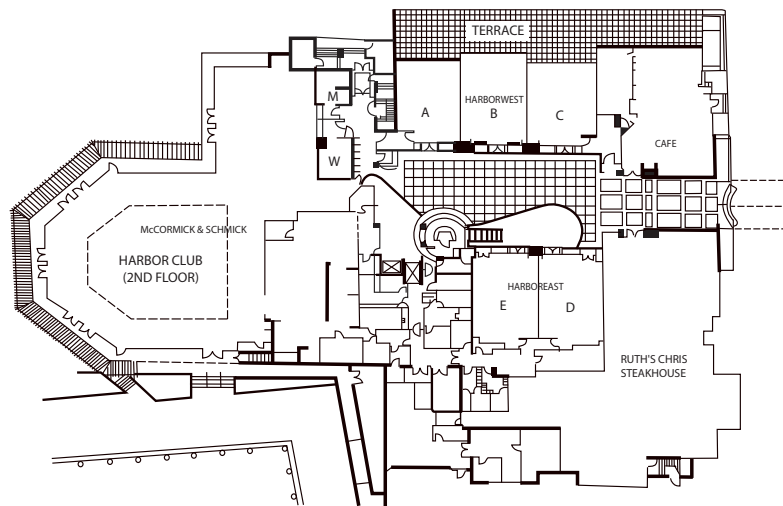 TERRACE
M
A
HARBORWEST
B
C
CAFE
W
McCORMICK & SCHMICK
HARBOR CLUB
(2ND FLOOR)
HARBOREAST
E
D
RUTH'S CHRIS
STEAKHOUSE